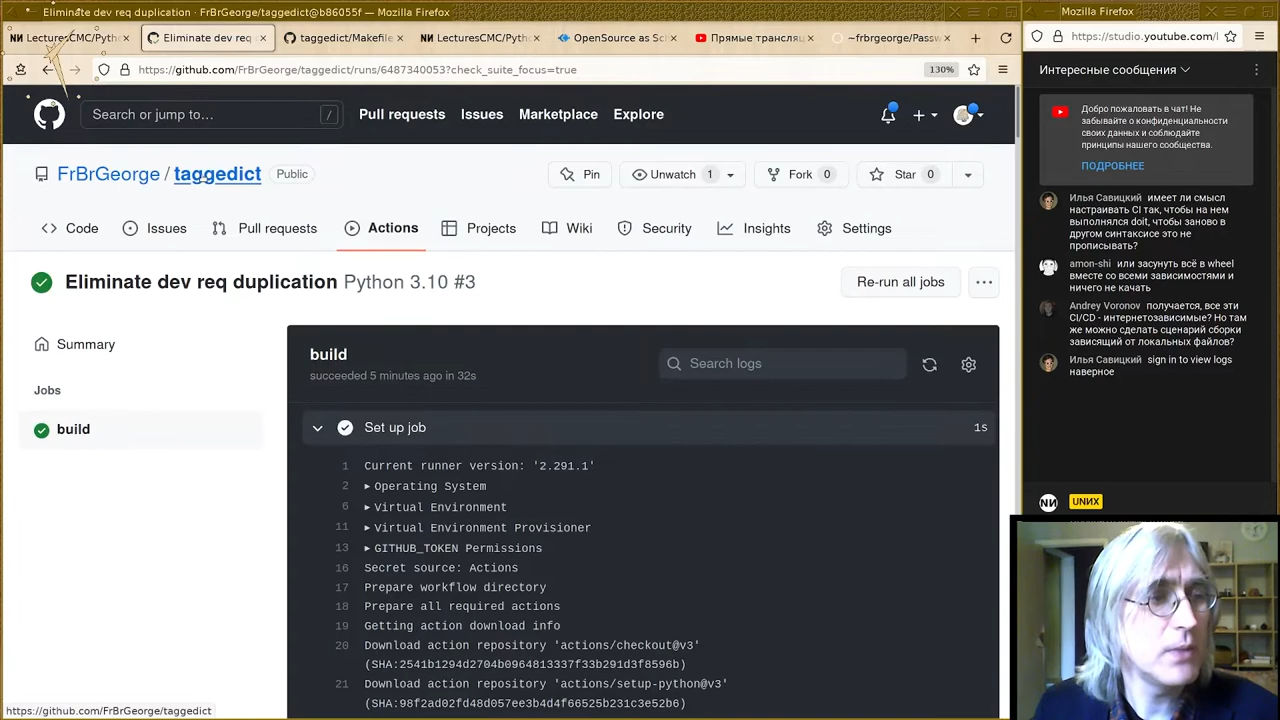 Eliminate dev req duplication · FrBrGeorge/taggedict@b86055f — Mozilla Firefox
Mozilla Firefox
LecturesCMC/Pytho
Eliminate dev req
taggedict/Makefile
LecturesCMC/Pytho
OpenSource as Sci
Прямые трансляц
~frbrgeorge/Passw
https://github.com/FrBrGeorge/taggedict/runs/6487340053?check_suite_focus=true
130%
https://studio.youtube.com/l
Search or jump to…
/
Pull requests
Issues
Marketplace
Explore
FrBrGeorge / taggedict
Public
Pin
Unwatch 1
Fork 0
Star 0
Code
Issues
Pull requests
Actions
Projects
Wiki
Security
Insights
Settings
Eliminate dev req duplication Python 3.10 #3
Re-run all jobs
Summary
Jobs
build
build
succeeded 5 minutes ago in 32s
Search logs
Set up job
1s
1 Current runner version: '2.291.1'
2 ▸ Operating System
6 ▸ Virtual Environment
11 ▸ Virtual Environment Provisioner
13 ▸ GITHUB_TOKEN Permissions
16 Secret source: Actions
17 Prepare workflow directory
18 Prepare all required actions
19 Getting action download info
20 Download action repository 'actions/checkout@v3'
(SHA:2541b1294d2704b0964813337f33b291d3f8596b)
21 Download action repository 'actions/setup-python@v3'
(SHA:98f2ad02fd48d057ee3b4d4f66525b231c3e52b6)
https://github.com/FrBrGeorge/taggedict
Интересные сообщения
Добро пожаловать в чат! Не
забывайте о конфиденциальности
своих данных и соблюдайте
принципы нашего сообщества.
ПОДРОБНЕЕ
Илья Савицкий имеет ли смысл
настраивать CI так, чтобы на нем
выполнялся doit, чтобы заново в
другом синтаксисе это не
прописывать?
amon-shi или засунуть всё в wheel
вместе со всеми зависимостями и
ничего не качать
Andrey Voronov получается, все эти
CI/CD - интернетозависимые? Но там
же можно сделать сценарий сборки
зависящий от локальных файлов?
Илья Савицкий sign in to view logs
наверное
UNИX